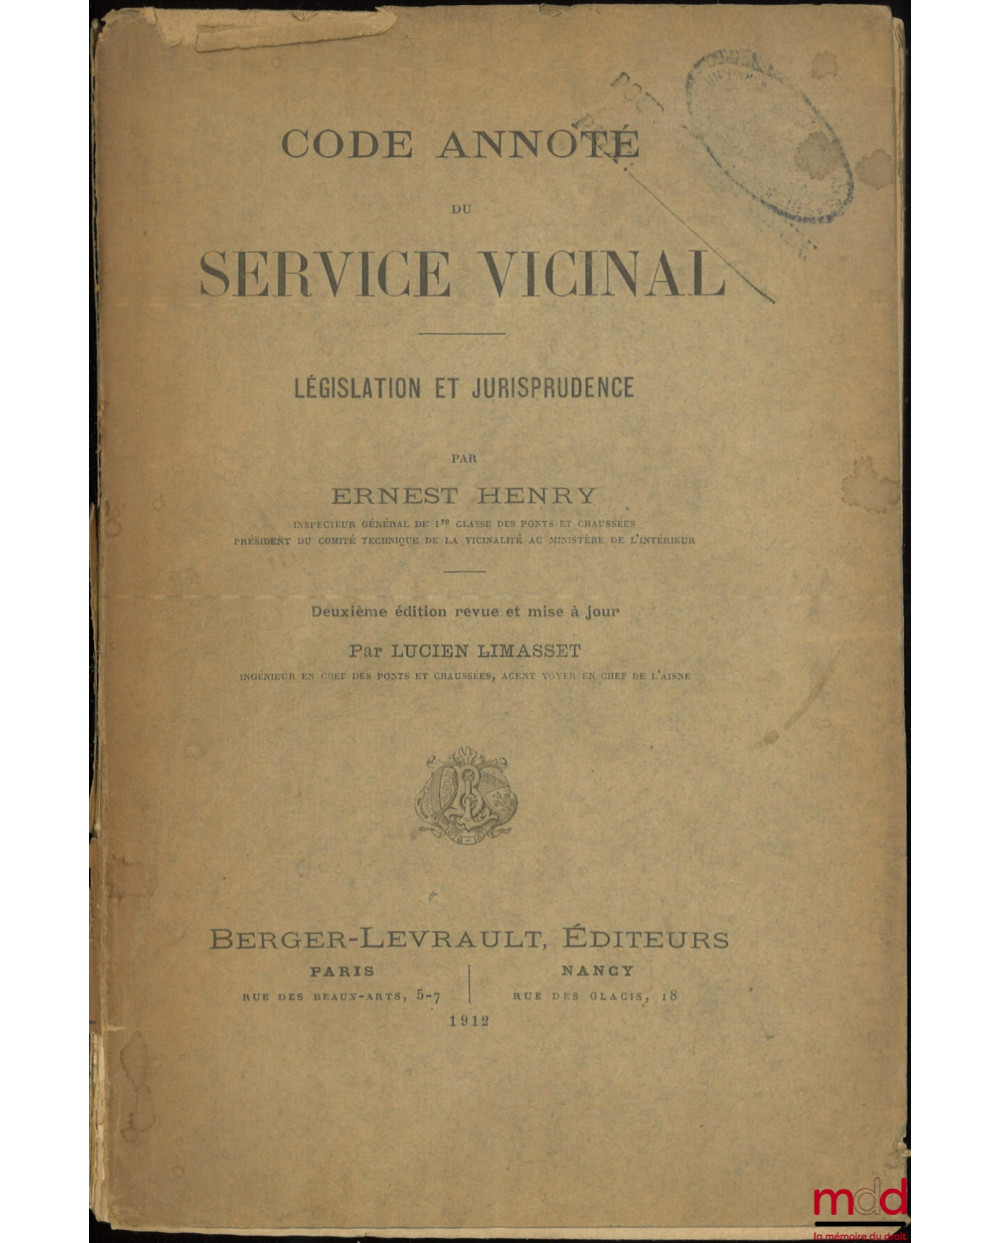 CODE ANNOTÉ
DU
SERVICE VICINAL
LÉGISLATION ET JURISPRUDENCE
PAR
ERNEST HENRY
INSPECTEUR GÉNÉRAL DE 1re CLASSE DES PONTS ET CHAUSSÉES
PRÉSIDENT DU COMITÉ TECHNIQUE DE LA VICINALITÉ AU MINISTÈRE DE L'INTÉRIEUR
Deuxième édition revue et mise à jour
Par LUCIEN LIMASSET
INGÉNIEUR EN CHEF DES PONTS ET CHAUSSÉES, AGENT VOYER EN CHEF DE L'AISNE
BERGER-LEVRAULT, ÉDITEURS
PARIS
RUE DES BEAUX-ARTS, 5-7
NANCY
RUE DES GLACIS, 18
1912
mdd
la mémoire du droit